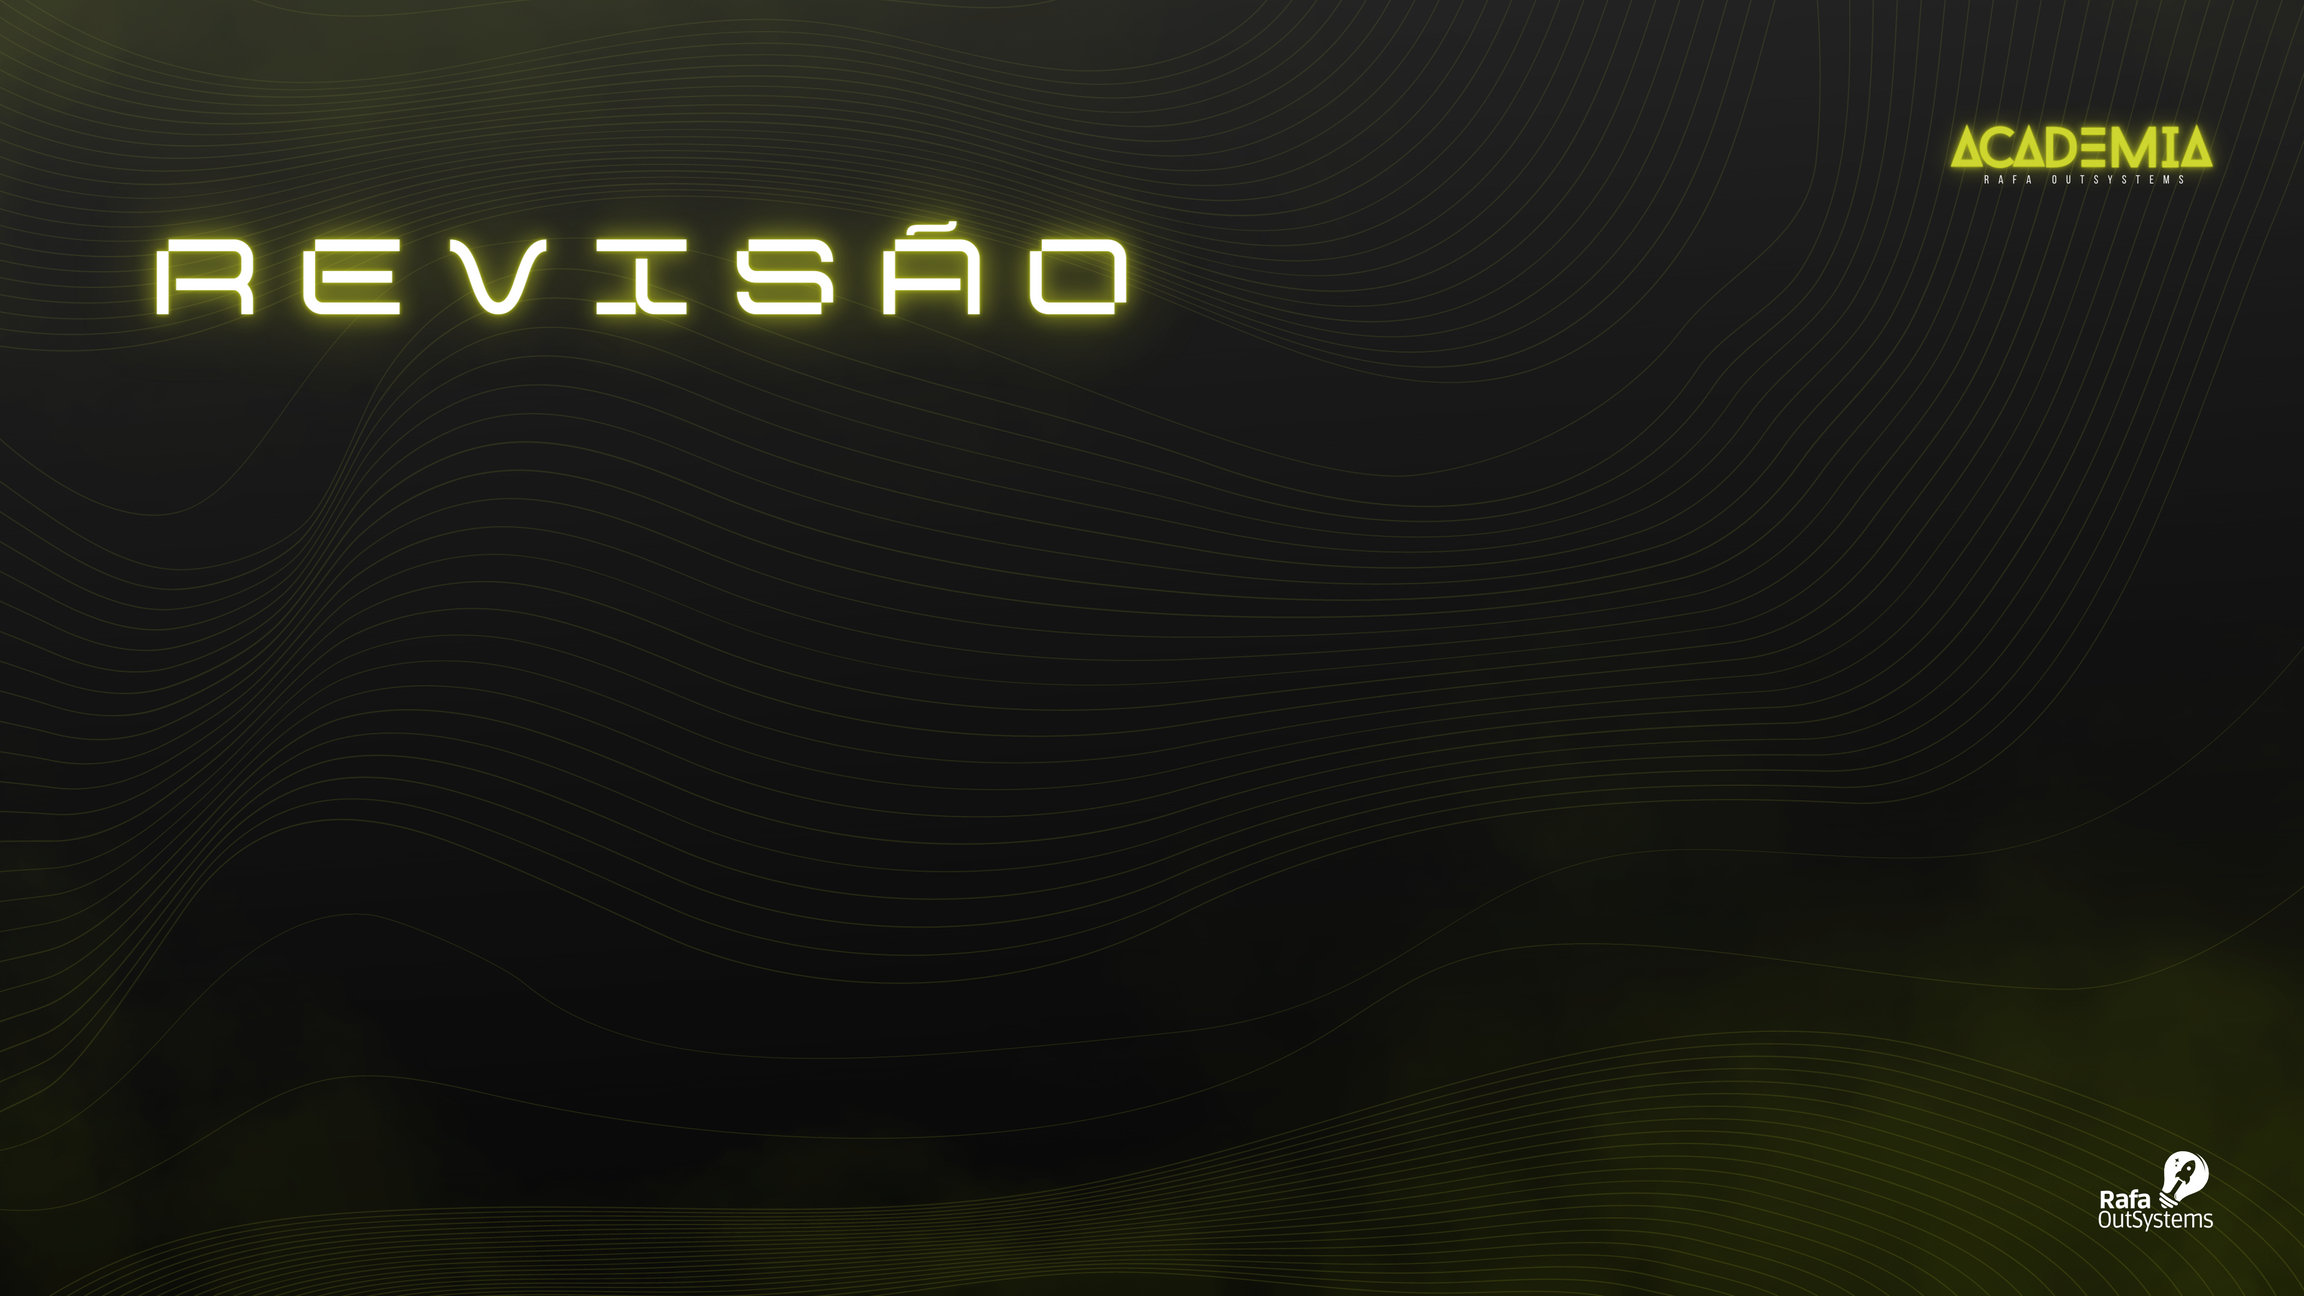 ACADEMIA
RAFA OUTSYSTEMS
REVISÃO
Rafa
OutSystems